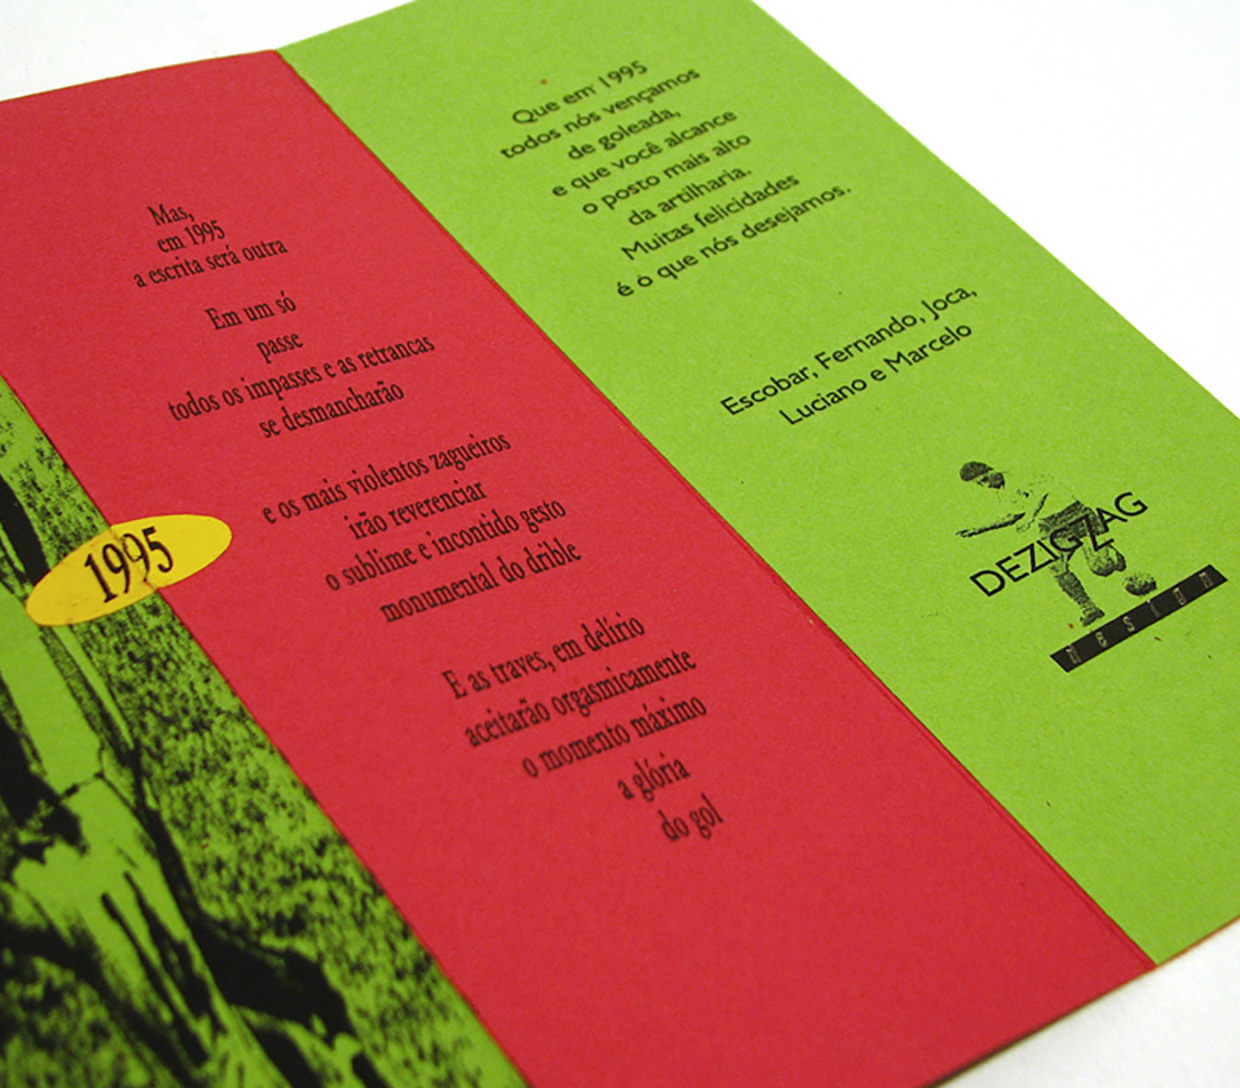 1995
Mas,
em 1995
a escrita será outra
Em um só
passe
todos os impasses e as retrancas
se desmancharão
e os mais violentos zagueiros
irão reverenciar
o sublime e incontido gesto
monumental do drible
E as traves, em delírio
aceitarão orgasmicamente
o momento máximo
a glória
do gol
Que em 1995
todos nós vençamos
de goleada,
e que você alcance
o posto mais alto
da artilharia.
Muitas felicidades
é o que nós desejamos.
Escobar, Fernando, Joca,
Luciano e Marcelo
DEZIGZAG